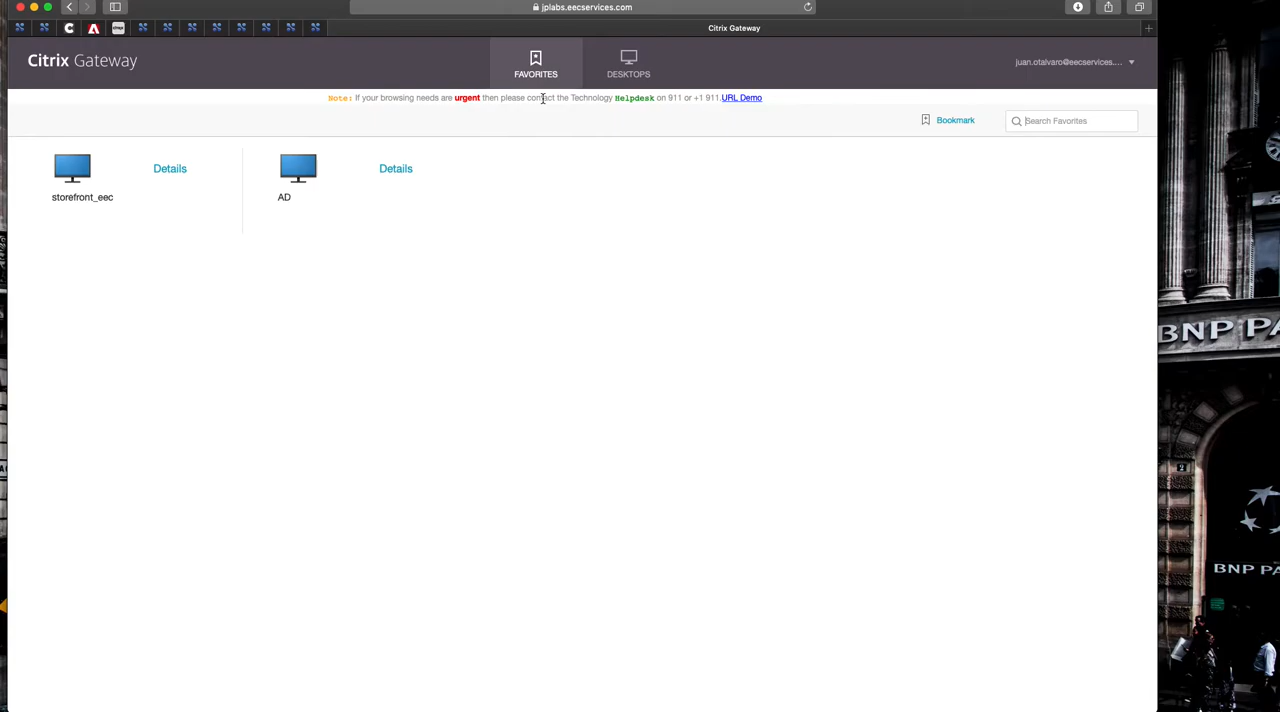 jplabs.eecservices.com
citrix
Citrix Gateway
Citrix Gateway
FAVORITES
DESKTOPS
juan.otalvaro@eecservices....
Note: If your browsing needs are urgent then please contact the Technology Helpdesk on 911 or +1 911.URL Demo
Bookmark
Search Favorites
Details
Details
storefront_eec
AD
BNP PA
2
BNP PA